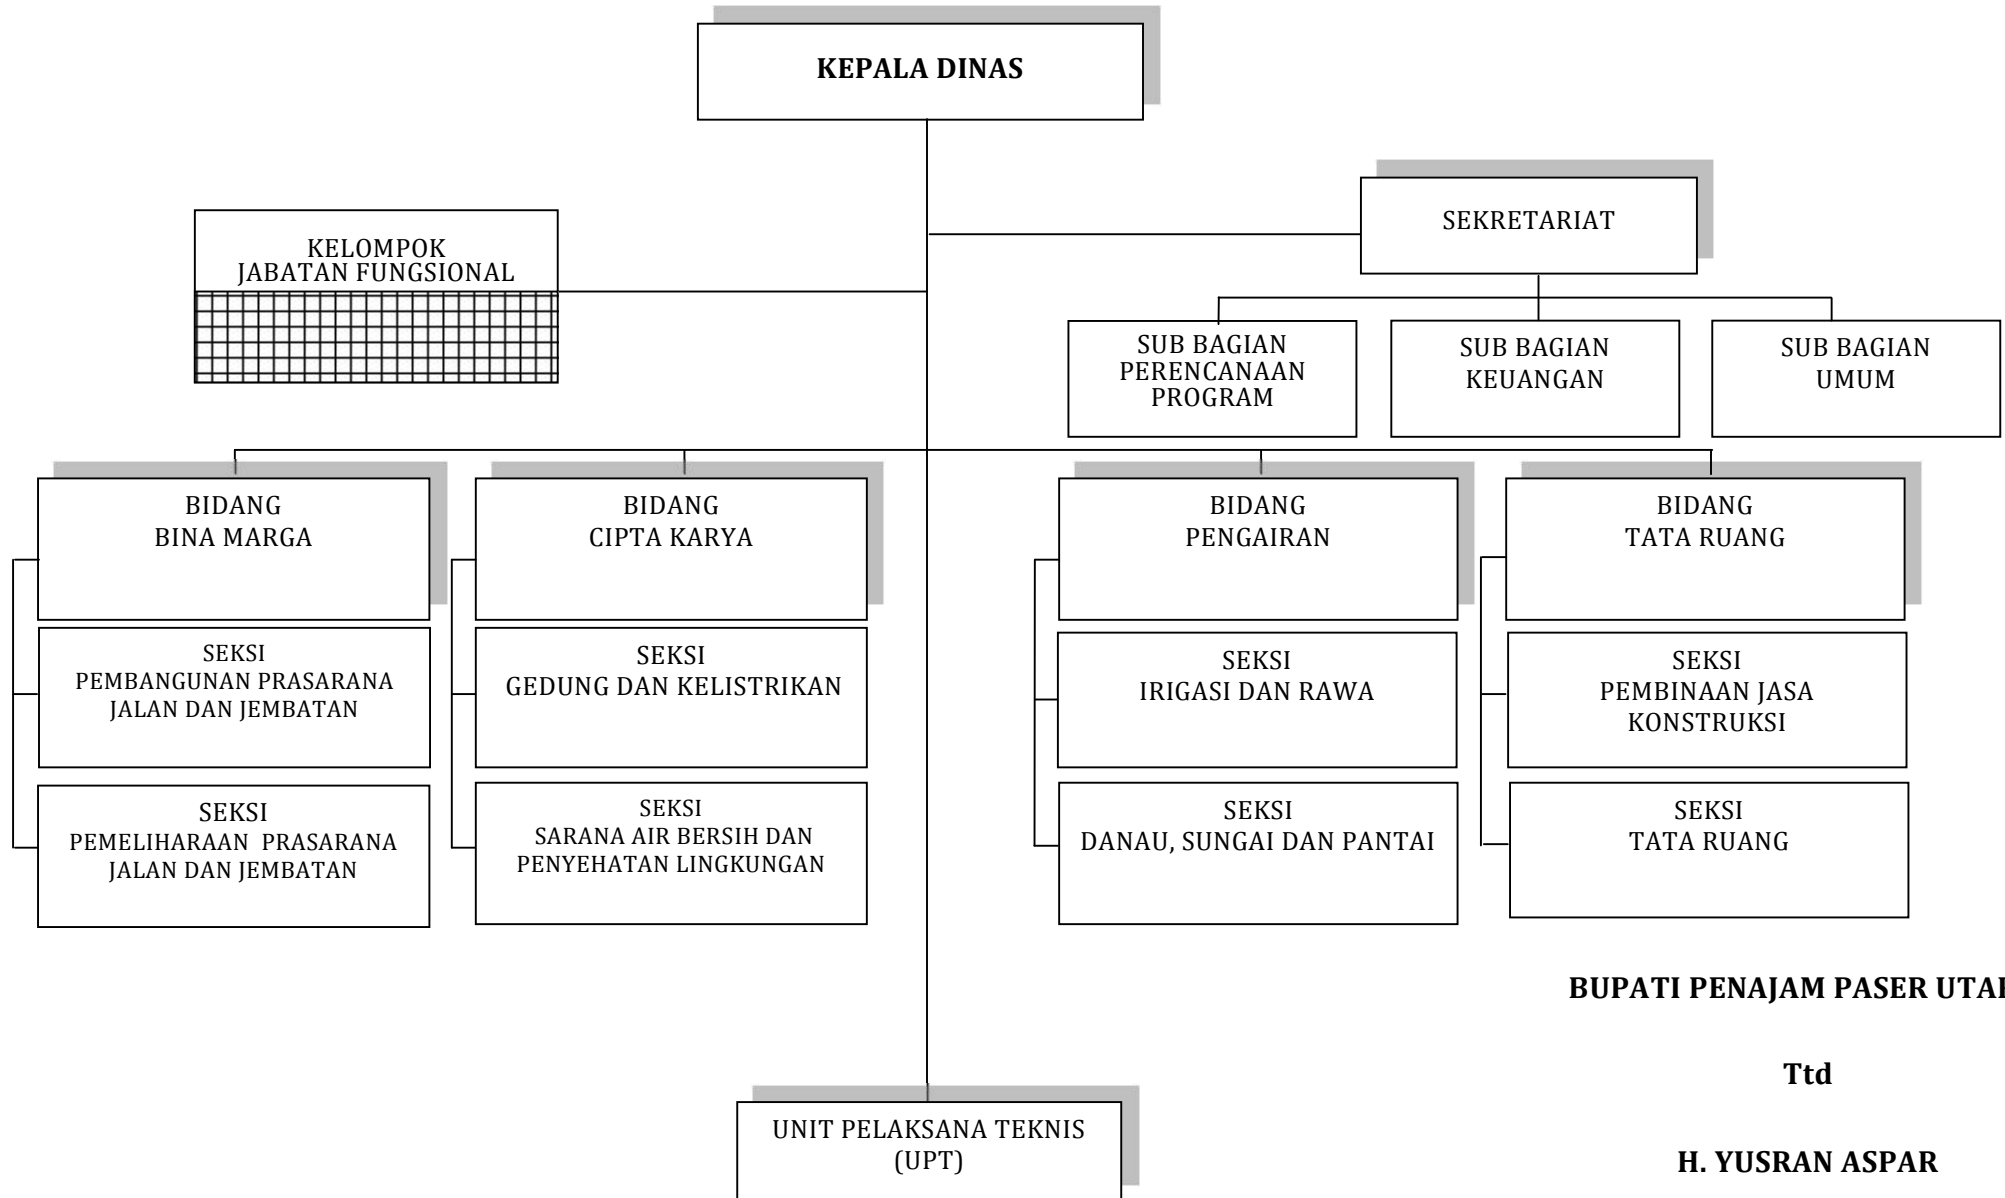 KEPALA DINAS
SEKRETARIAT
KELOMPOK
JABATAN FUNGSIONAL
SUB BAGIAN
PERENCANAAN
PROGRAM
SUB BAGIAN
KEUANGAN
SUB BAGIAN
UMUM
BIDANG
BINA MARGA
BIDANG
CIPTA KARYA
BIDANG
PENGAIRAN
BIDANG
TATA RUANG
SEKSI
PEMBANGUNAN PRASARANA
JALAN DAN JEMBATAN
SEKSI
GEDUNG DAN KELISTRIKAN
SEKSI
IRIGASI DAN RAWA
SEKSI
PEMBINAAN JASA
KONSTRUKSI
SEKSI
PEMELIHARAAN PRASARANA
JALAN DAN JEMBATAN
SEKSI
SARANA AIR BERSIH DAN
PENYEHATAN LINGKUNGAN
SEKSI
DANAU, SUNGAI DAN PANTAI
SEKSI
TATA RUANG
BUPATI PENAJAM PASER
Ttd
UNIT PELAKSANA TEKNIS
(UPT)
H. YUSRAN ASPAR